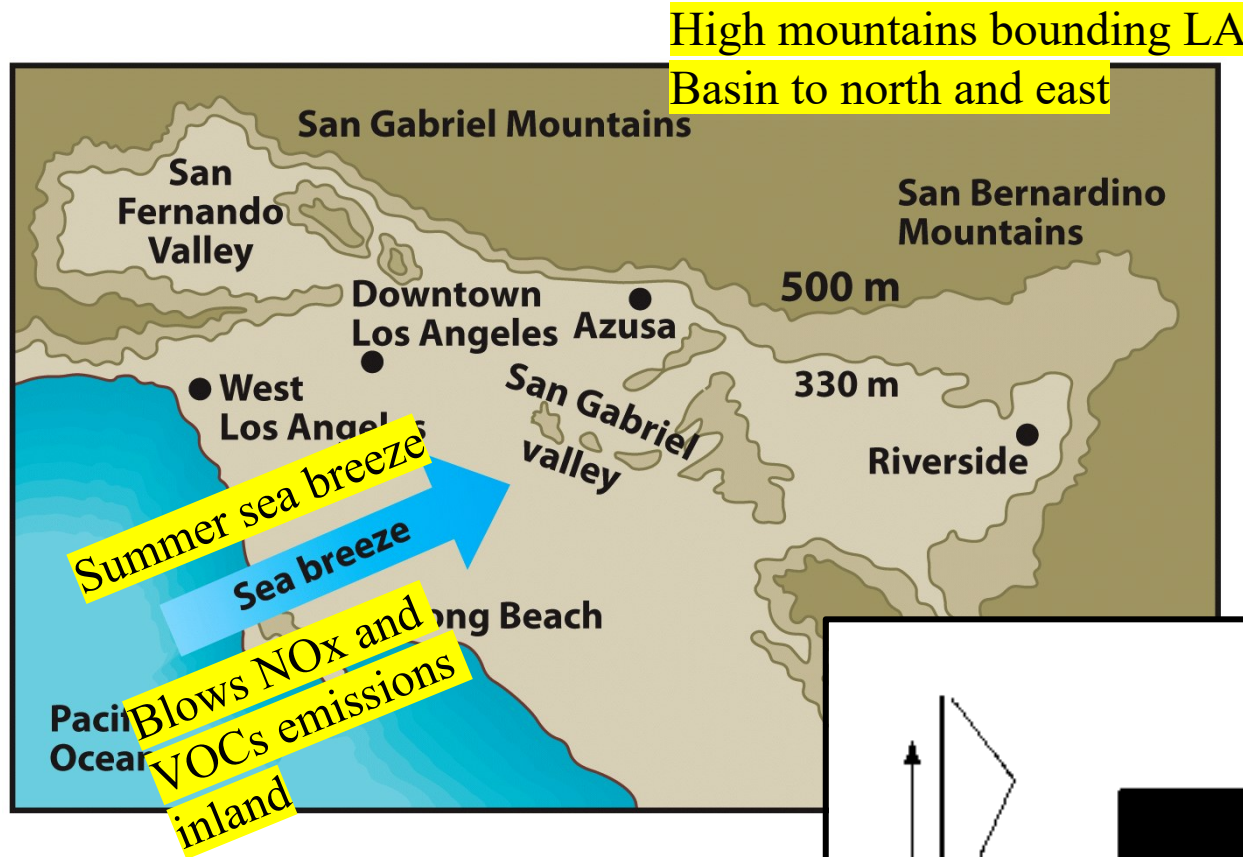 High mountains bounding LA
Basin to north and east
San Gabriel Mountains
San
Fernando
Valley
San Bernardino
Mountains
500 m
Downtown
Los Angeles
Azusa
330 m
West
Los Angeles
San Gabriel
valley
Riverside
Summer sea breeze
Sea breeze
ong Beach
Blows NOx and
VOCs emissions
inland
Pacif
Ocean